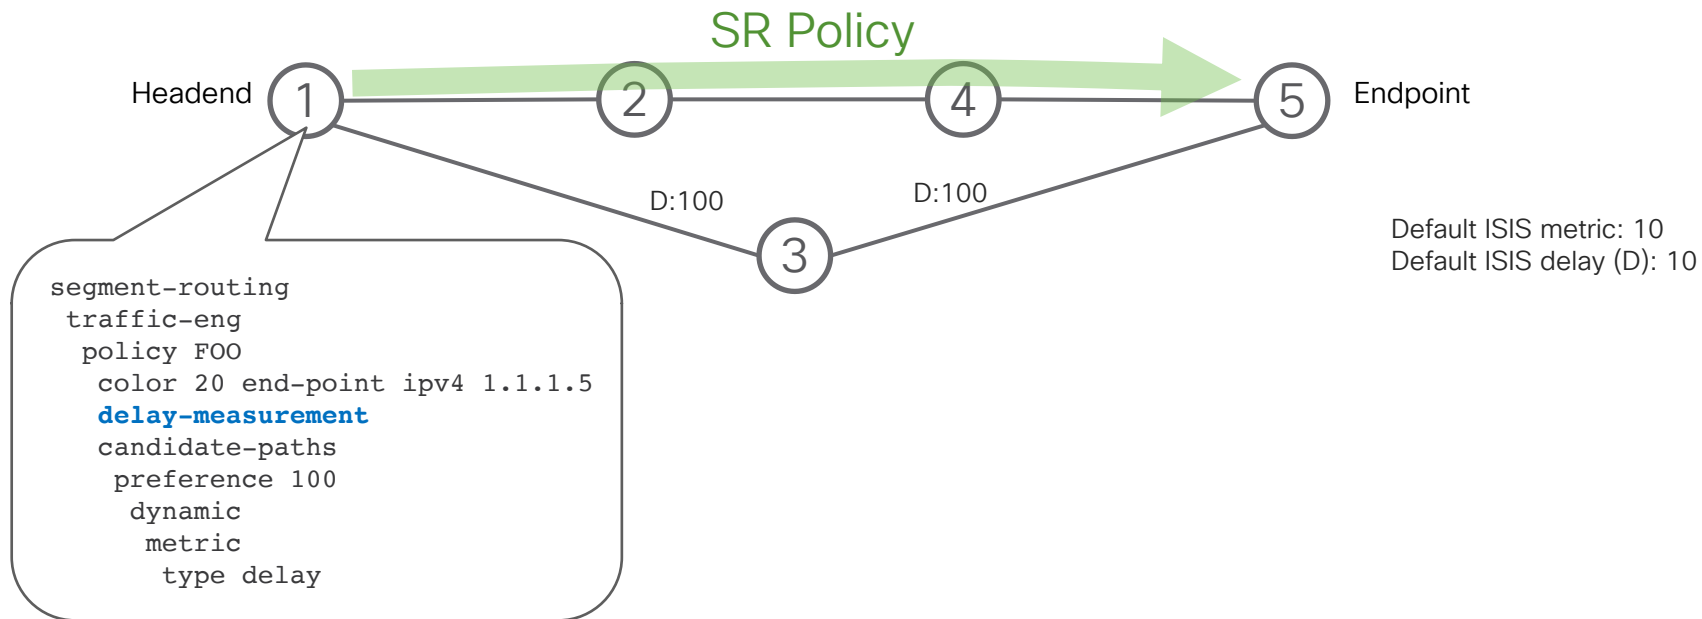 SR Policy
Headend
1
2
4
5
Endpoint
D:100
D:100
3
Default ISIS metric: 10
Default ISIS delay (D): 10
segment-routing
traffic-eng
policy FOO
color 20 end-point ipv4 1.1.1.5
delay-measurement
candidate-paths
preference 100
dynamic
metric
type delay